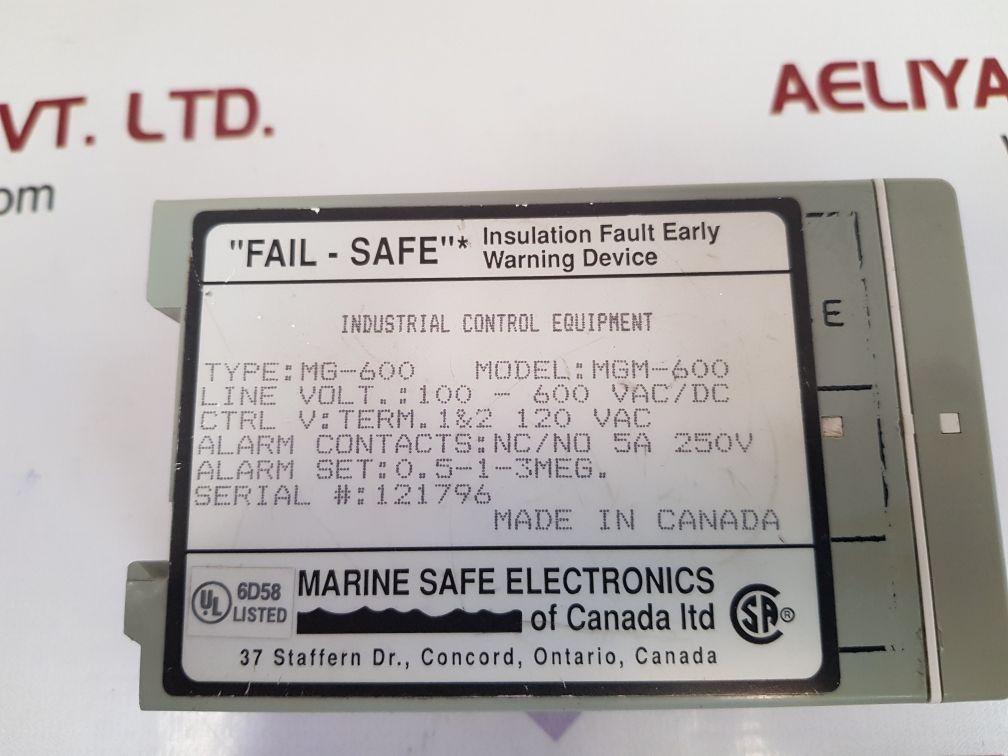 VT. LTD.
AELIYA
om
"FAIL - SAFE"* Insulation Fault Early
Warning Device
E
INDUSTRIAL CONTROL EQUIPMENT
TYPE:MG-600 MODEL:MGM-600
LINE VOLT.:100 - 600 VAC/DC
CTRL V:TERM.1&2 120 VAC
ALARM CONTACTS:NC/NO 5A 250V
ALARM SET:0.5-1-3MEG.
SERIAL #:121796
MADE IN CANADA
UL 6D58
LISTED
MARINE SAFE ELECTRONICS
of Canada ltd
SA®
37 Staffern Dr., Concord, Ontario, Canada